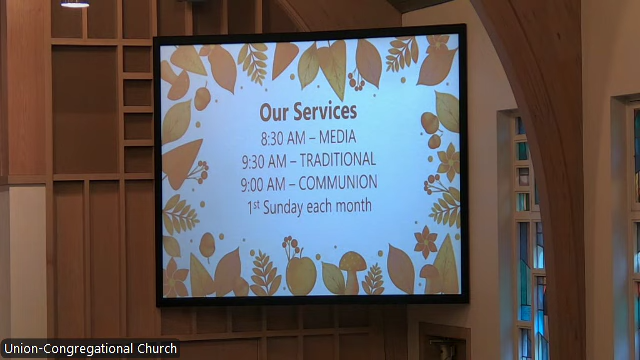 Our Services
8:30 AM – MEDIA
9:30 AM – TRADITIONAL
9:00 AM – COMMUNION
1st Sunday each month
Union-Congregational Church